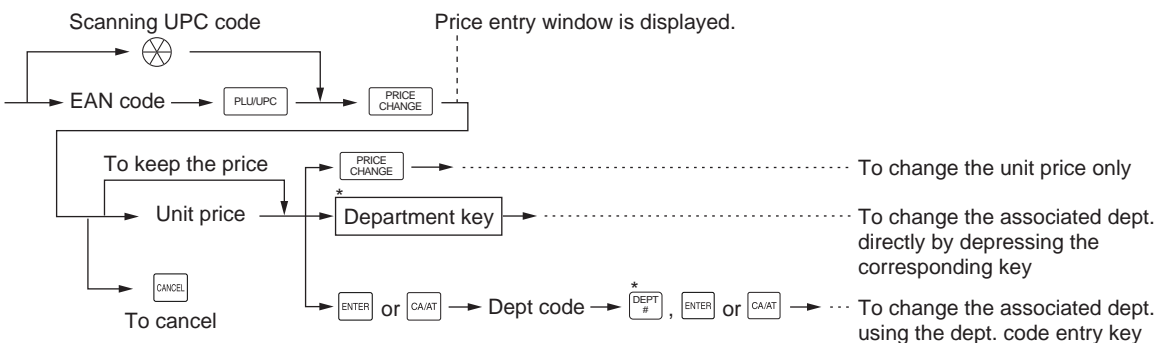 Scanning UPC code
Price entry window is displayed.
EAN code PLU/UPC PRICE CHANGE
To keep the price
PRICE CHANGE To change the unit price only
*
Unit price Department key To change the associated dept.
directly by depressing the
corresponding key
CANCEL
To cancel
*
ENTER or CA/AT Dept code DEPT # , ENTER or CA/AT To change the associated dept.
using the dept. code entry key